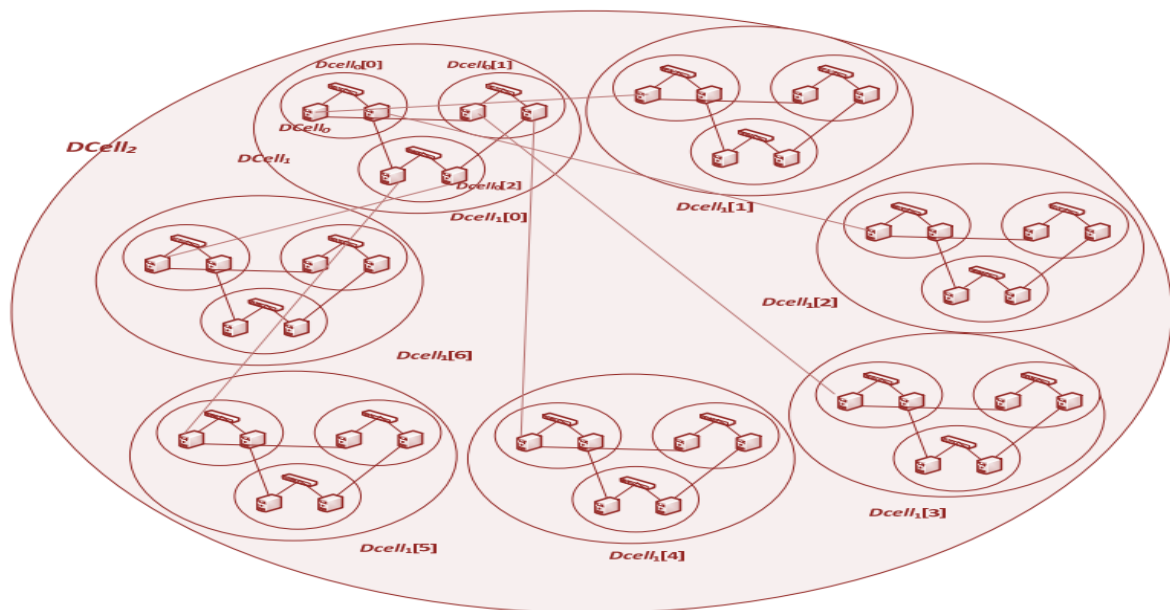 Dcell₀[0]
Dcell₀[1]
DCell₀
DCell₂
DCell₁
Dcell₀[2]
Dcell₁[0]
Dcell₁[1]
Dcell₁[2]
Dcell₁[6]
Dcell₁[3]
Dcell₁[5]
Dcell₁[4]